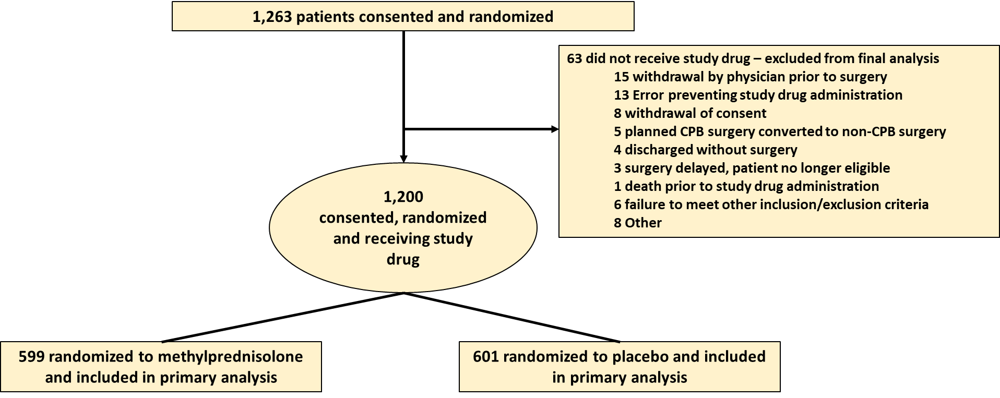 1,263 patients consented and randomized
63 did not receive study drug – excluded from final analysis
15 withdrawal by physician prior to surgery
13 Error preventing study drug administration
8 withdrawal of consent
5 planned CPB surgery converted to non-CPB surgery
4 discharged without surgery
3 surgery delayed, patient no longer eligible
1 death prior to study drug administration
6 failure to meet other inclusion/exclusion criteria
8 Other
1,200
consented, randomized
and receiving study
drug
599 randomized to methylprednisolone
and included in primary analysis
601 randomized to placebo and included
in primary analysis